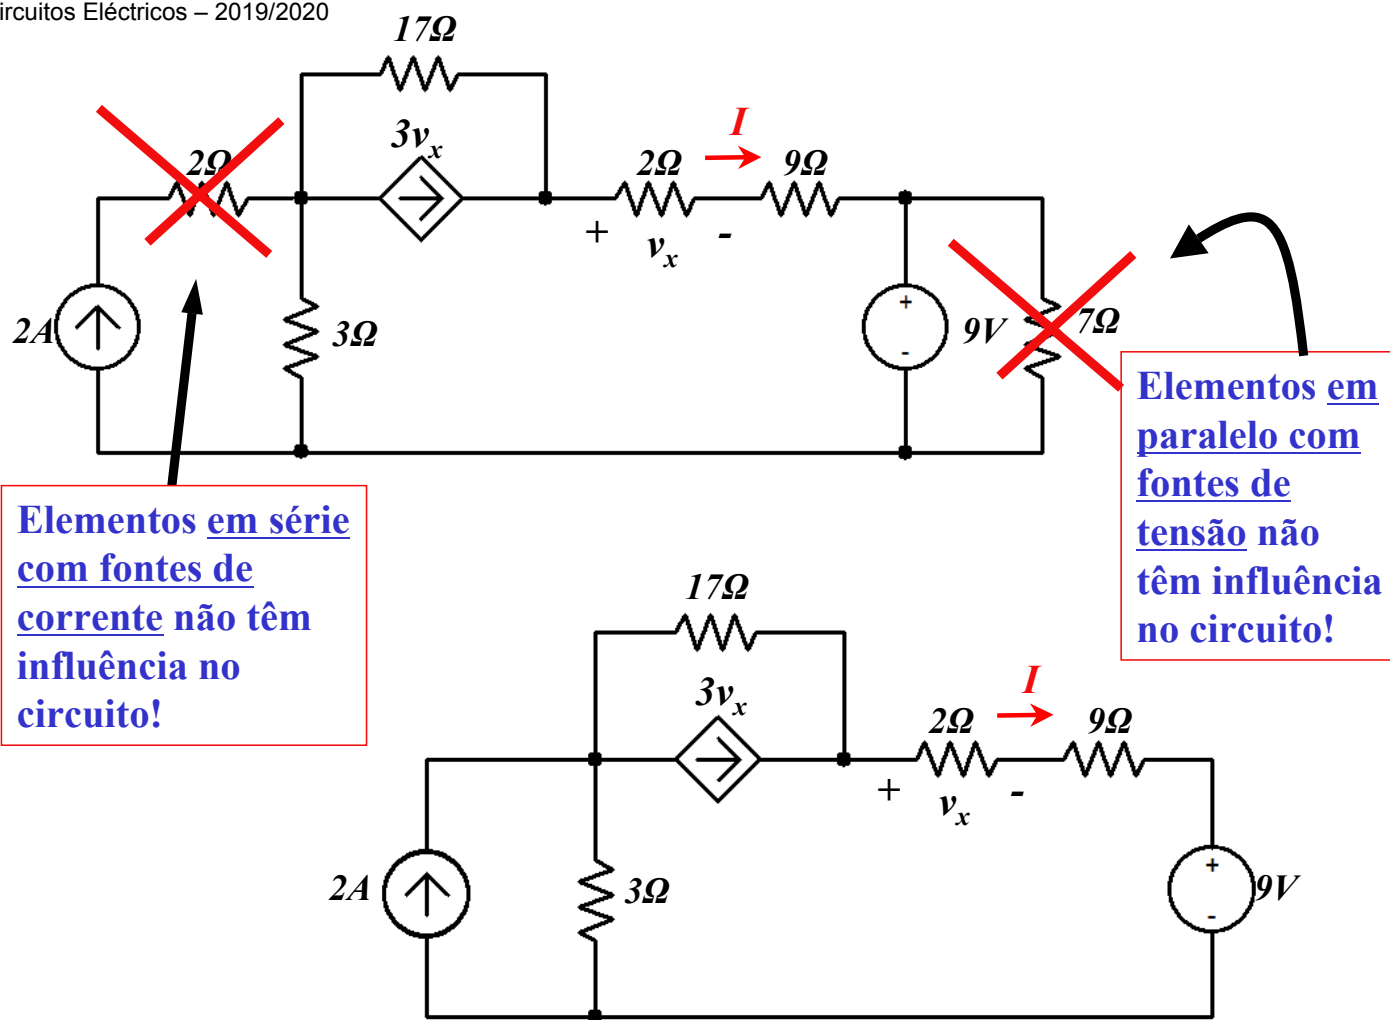 ircuitos Eléctricos – 2019/2020
17Ω
3vx
I
2Ω
2Ω
9Ω
+ vx -
2A
3Ω
+
-
9V
7Ω
Elementos em
paralelo com
fontes de
tensão não
têm influência
no circuito!
Elementos em série
com fontes de
corrente não têm
influência no
circuito!
17Ω
3vx
I
2Ω
9Ω
+ vx -
2A
3Ω
+
-
9V